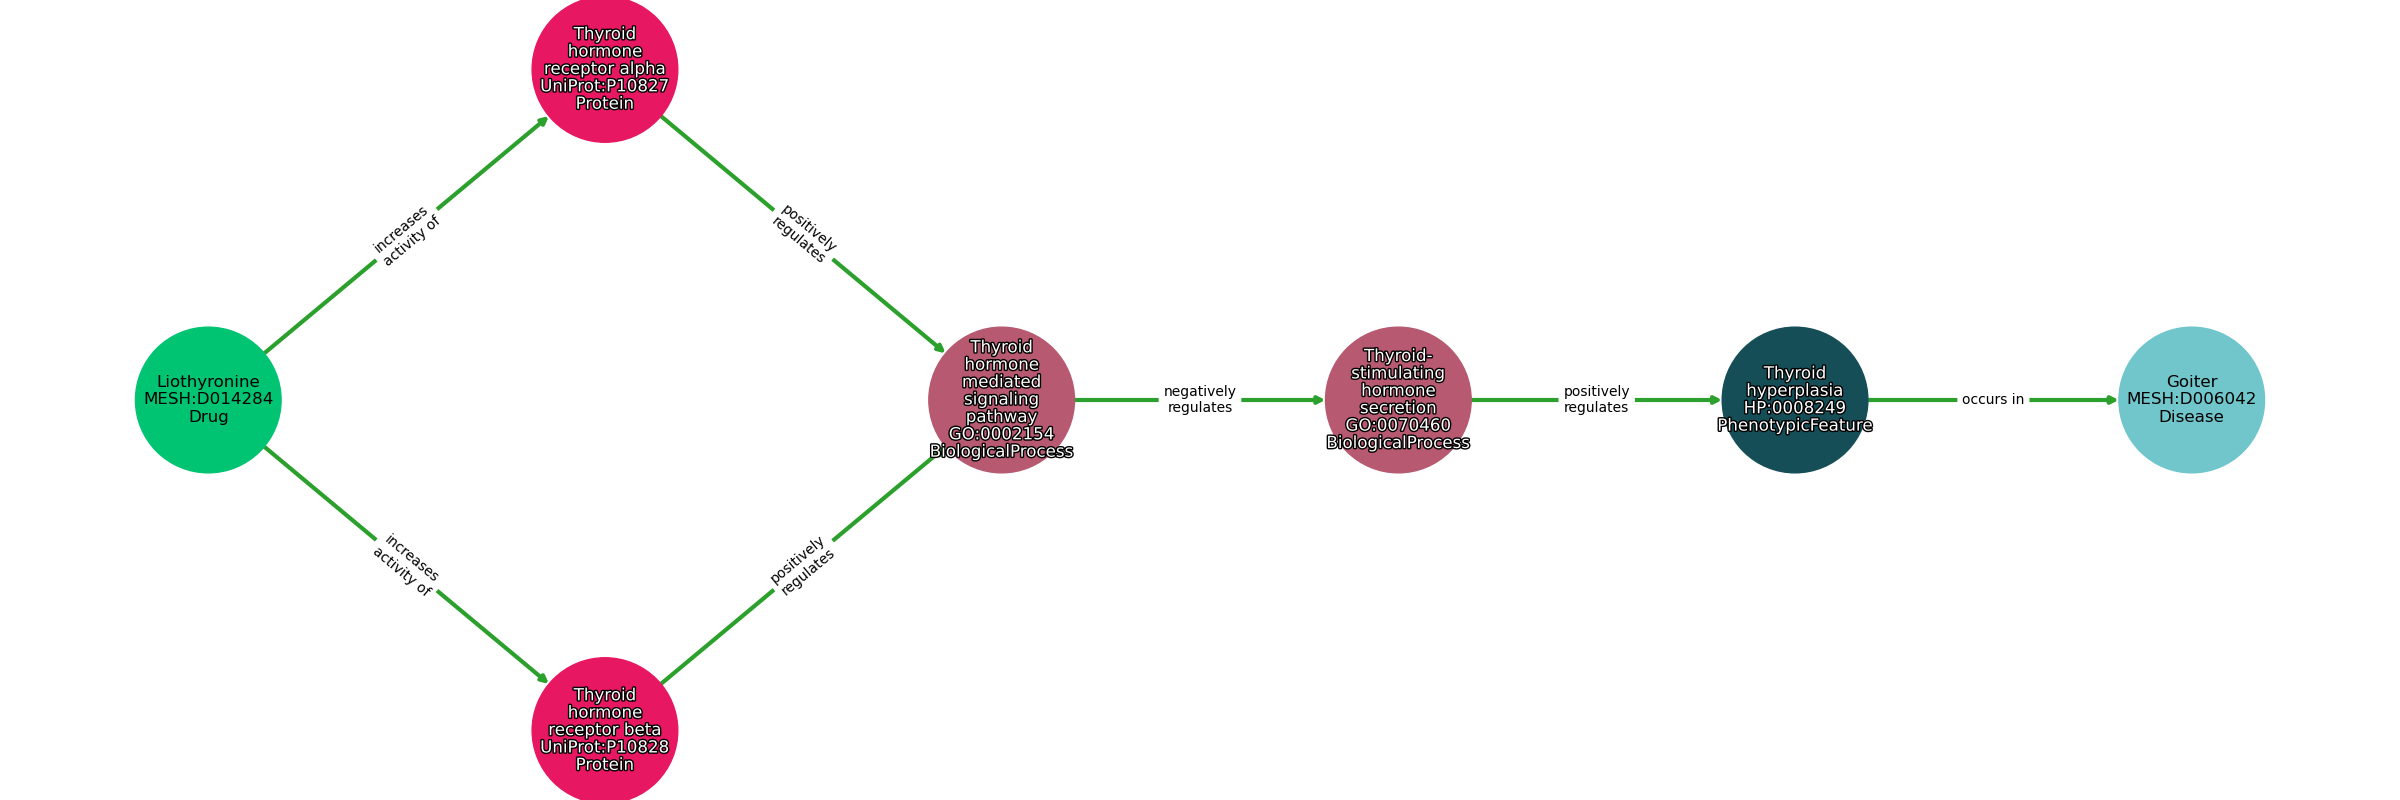 Thyroid
hormone
receptor alpha
UniProt:P10827
Protein
increases
activity of
positively
regulates
Liothyronine
MESH:D014284
Drug
Thyroid
hormone
mediated
signaling
pathway
GO:0002154
BiologicalProcess
negatively
regulates
Thyroid-
stimulating
hormone
secretion
GO:0070460
BiologicalProcess
positively
regulates
Thyroid
hyperplasia
HP:0008249
PhenotypicFeature
occurs in
Goiter
MESH:D006042
Disease
increases
activity of
positively
regulates
Thyroid
hormone
receptor beta
UniProt:P10828
Protein